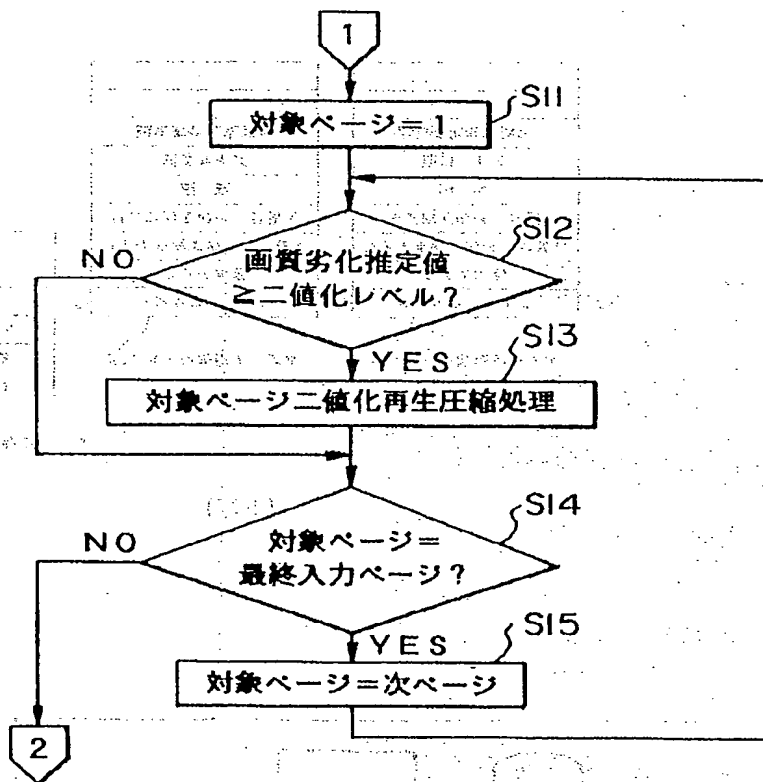 1
S11
対象ページ=1
S12
NO
画質劣化推定値
≧二値化レベル?
YES
S13
対象ページ二値化再生圧縮処理
S14
NO
対象ページ=
最終入力ページ?
YES
S15
対象ページ=次ページ
2